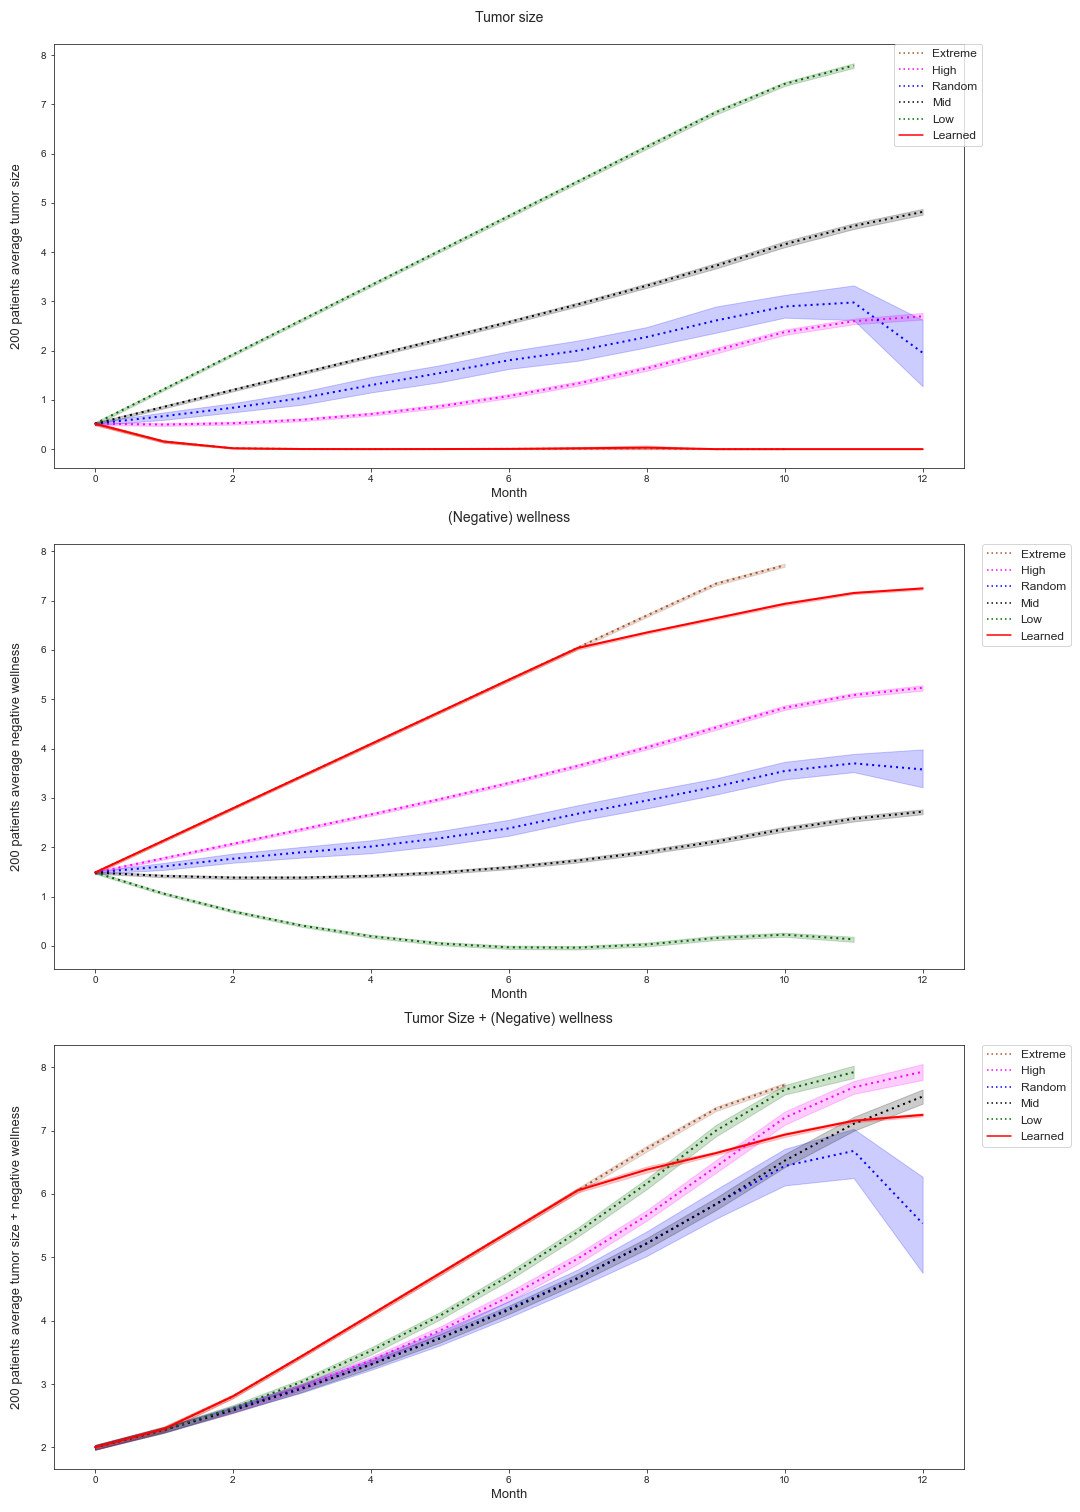 Tumor size
8
7
6
5
4
3
2
1
0
200 patients average tumor size
0 2 4 6 8 10 12
Month
Extreme
High
Random
Mid
Low
Learned
(Negative) wellness
8
7
6
5
4
3
2
1
0
200 patients average negative wellness
0 2 4 6 8 10 12
Month
Extreme
High
Random
Mid
Low
Learned
Tumor Size + (Negative) wellness
8
7
6
5
4
3
2
200 patients average tumor size + negative wellness
0 2 4 6 8 10 12
Month
Extreme
High
Random
Mid
Low
Learned